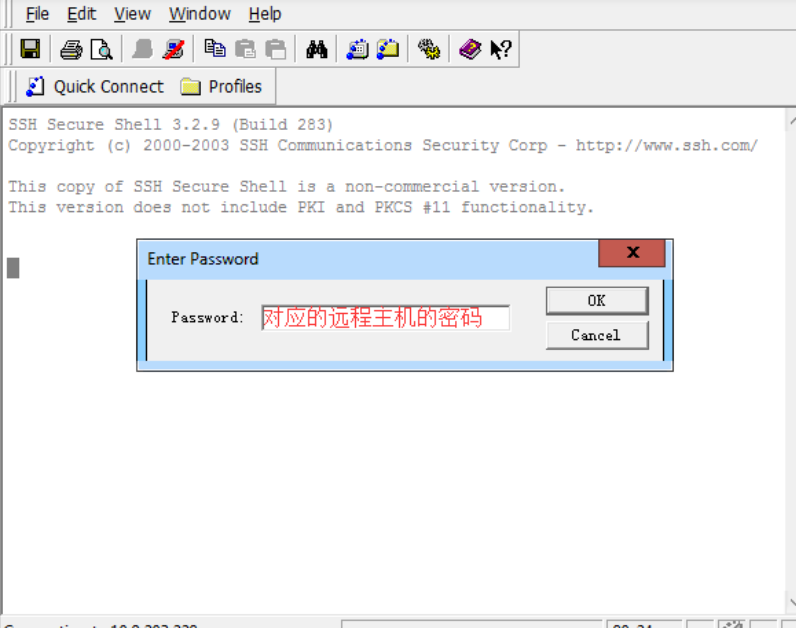 File Edit View Window Help
Quick Connect Profiles
SSH Secure Shell 3.2.9 (Build 283)
Copyright (c) 2000-2003 SSH Communications Security Corp - http://www.ssh.com/
This copy of SSH Secure Shell is a non-commercial version.
This version does not include PKI and PKCS #11 functionality.
Enter Password
Password: 对应的远程主机的密码
OK
Cancel